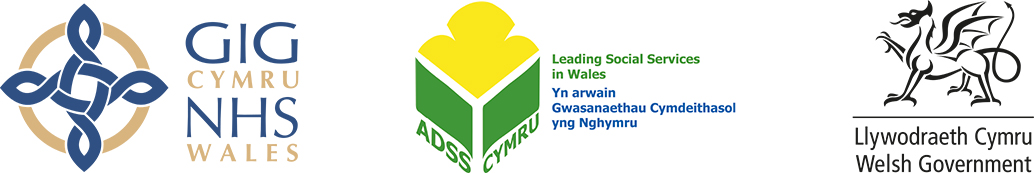 GIG
CYMRU
NHS
WALES
ADSS CYMRU
Leading Social Services
in Wales
Yn arwain
Gwasanaethau Cymdeithasol
yng Nghymru
Llywodraeth Cymru
Welsh Government